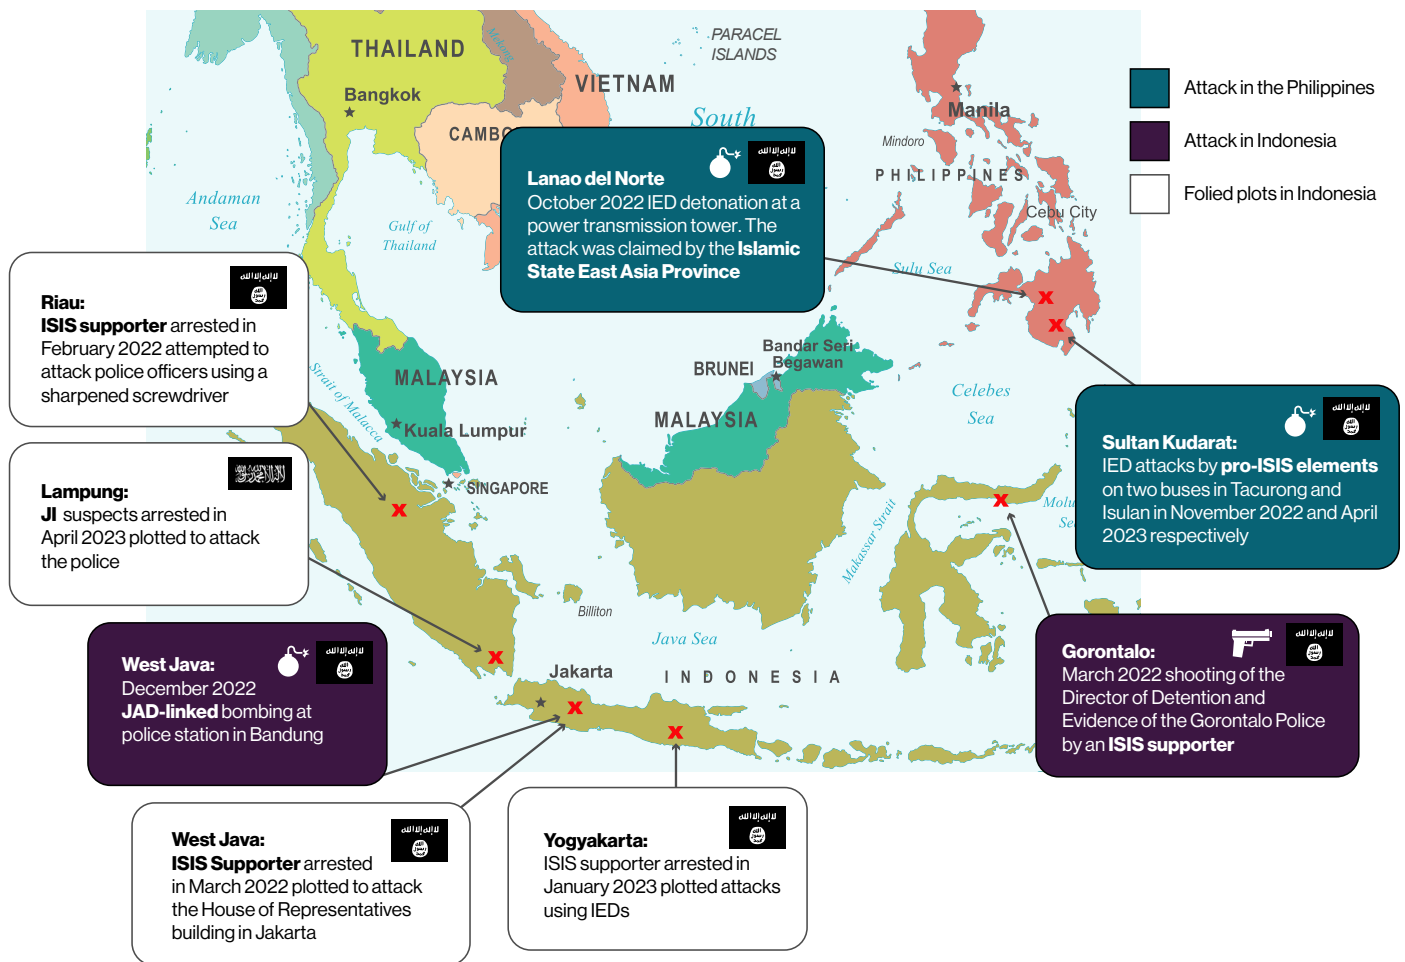 THAILAND
Bangkok
Mekong
VIETNAM
PARACEL
ISLANDS
South
CAMBO
Manila
Mindoro
PHILIPPINES
Cebu City
Sulu Sea
Andaman
Sea
Gulf of
Thailand
Attack in the Philippines
Attack in Indonesia
Folied plots in Indonesia
Lanao del Norte
October 2022 IED detonation at a
power transmission tower. The
attack was claimed by the Islamic
State East Asia Province
Riau:
ISIS supporter arrested in
February 2022 attempted to
attack police officers using a
sharpened screwdriver
Strait of Malacca
MALAYSIA
Kuala Lumpur
SINGAPORE
BRUNEI
Bandar Seri
Begawan
MALAYSIA
Celebes
Sea
Sultan Kudarat:
IED attacks by pro-ISIS elements
on two buses in Tacurong and
Isulan in November 2022 and April
2023 respectively
Lampung:
JI suspects arrested in
April 2023 plotted to attack
the police
Makassar Strait
Molu
Se
Billiton
Java Sea
Jakarta
INDONESIA
West Java:
December 2022
JAD-linked bombing at
police station in Bandung
Gorontalo:
March 2022 shooting of the
Director of Detention and
Evidence of the Gorontalo Police
by an ISIS supporter
West Java:
ISIS Supporter arrested
in March 2022 plotted to attack
the House of Representatives
building in Jakarta
Yogyakarta:
ISIS supporter arrested in
January 2023 plotted attacks
using IEDs